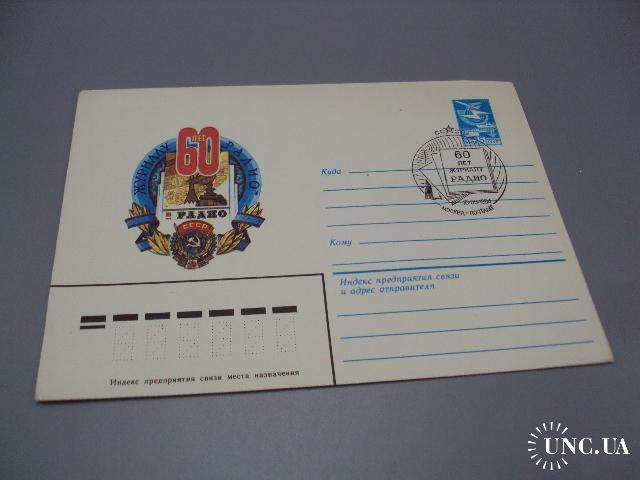 60
ЛЕТ
ЖУРНАЛУ РАДИО
РАДИО
СССР
60
ЛЕТ
ЖУРНАЛУ
РАДИО
МОСКВА - ПОЧТАМТ
Куда
Кому
Индекс предприятия связи
и адрес отправителя
Индекс предприятия связи места назначения
UNC.UA